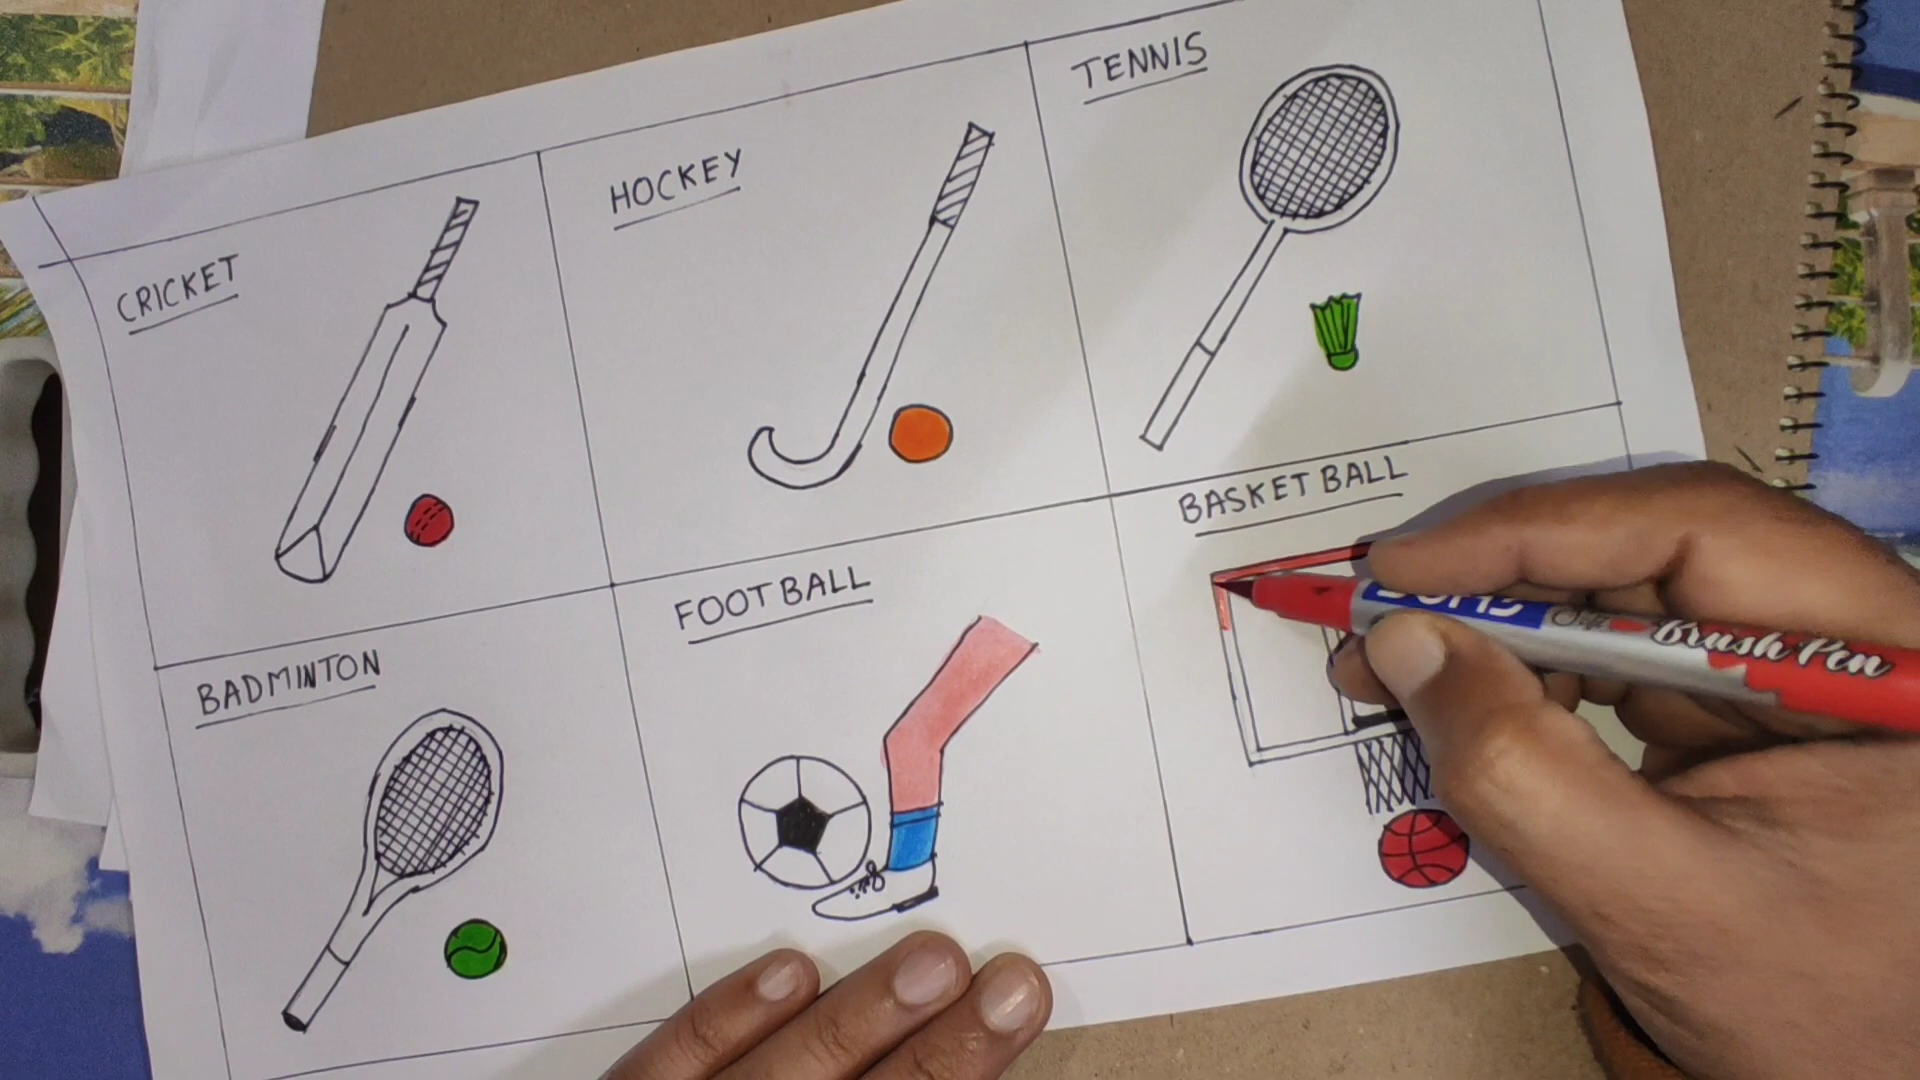 CRICKET
HOCKEY
TENNIS
BADMINTON
FOOT BALL
BASKET BALL
Brush Pen